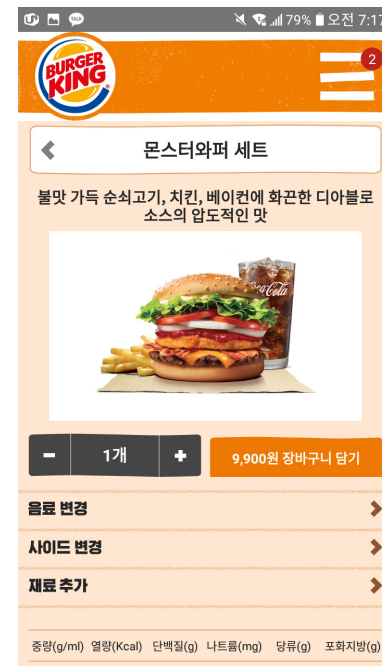 TALK
79%
오전 7:17
BURGER
KING
2
몬스터와퍼 세트
불맛 가득 순쇠고기, 치킨, 베이컨에 화끈한 디아블로
소스의 압도적인 맛
Coca-Cola
1개
9,900원 장바구니 담기
음료 변경
사이드 변경
재료 추가
중량(g/ml) 열량(Kcal) 단백질(g) 나트륨(mg) 당류(g) 포화지방(g)